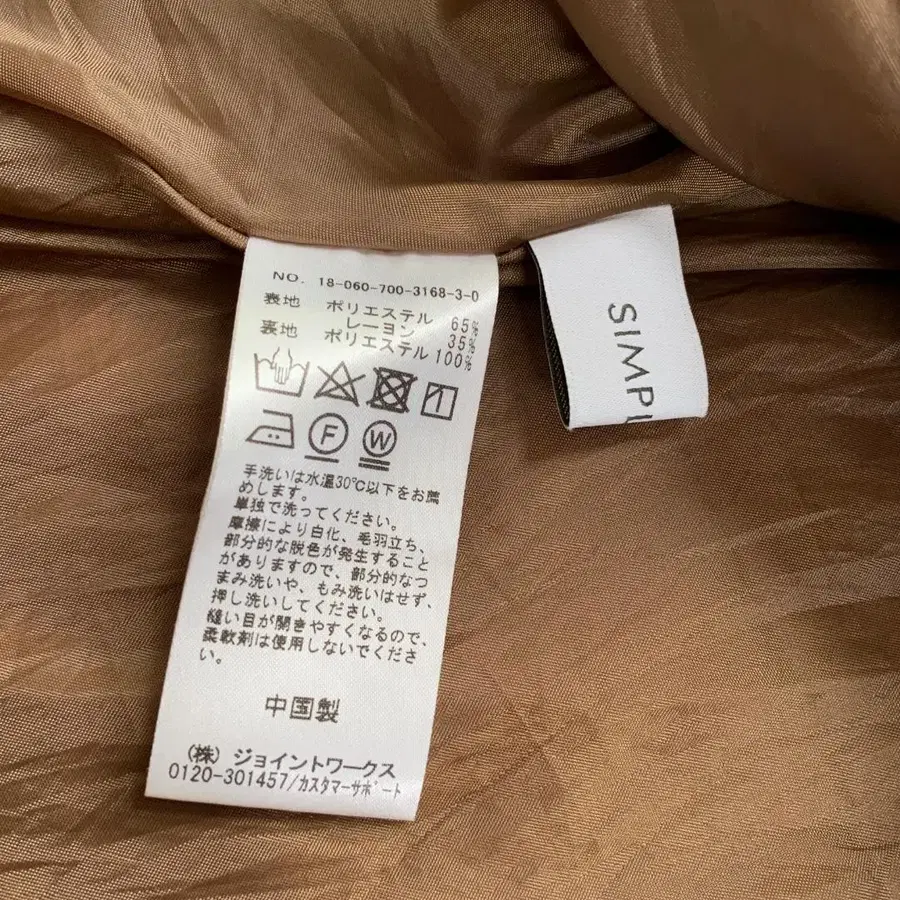 NO. 18-060-700-3168-3-0
表地 ポリエステル 65%
レーヨン 35%
裏地 ポリエステル 100%
F W
手洗いは水温30℃以下をお薦
めします。
単独で洗ってください。
摩擦により白化、毛羽立ち、
部分的な脱色が発生すること
がありますので、部分的なつ
まみ洗いや、もみ洗いはせず、
押し洗いしてください。
縫い目が開きやすくなるので、
柔軟剤は使用しないでくださ
い。
中国製
(株)ジョイントワークス
0120-301457/カスタマーサポート
SIMPL